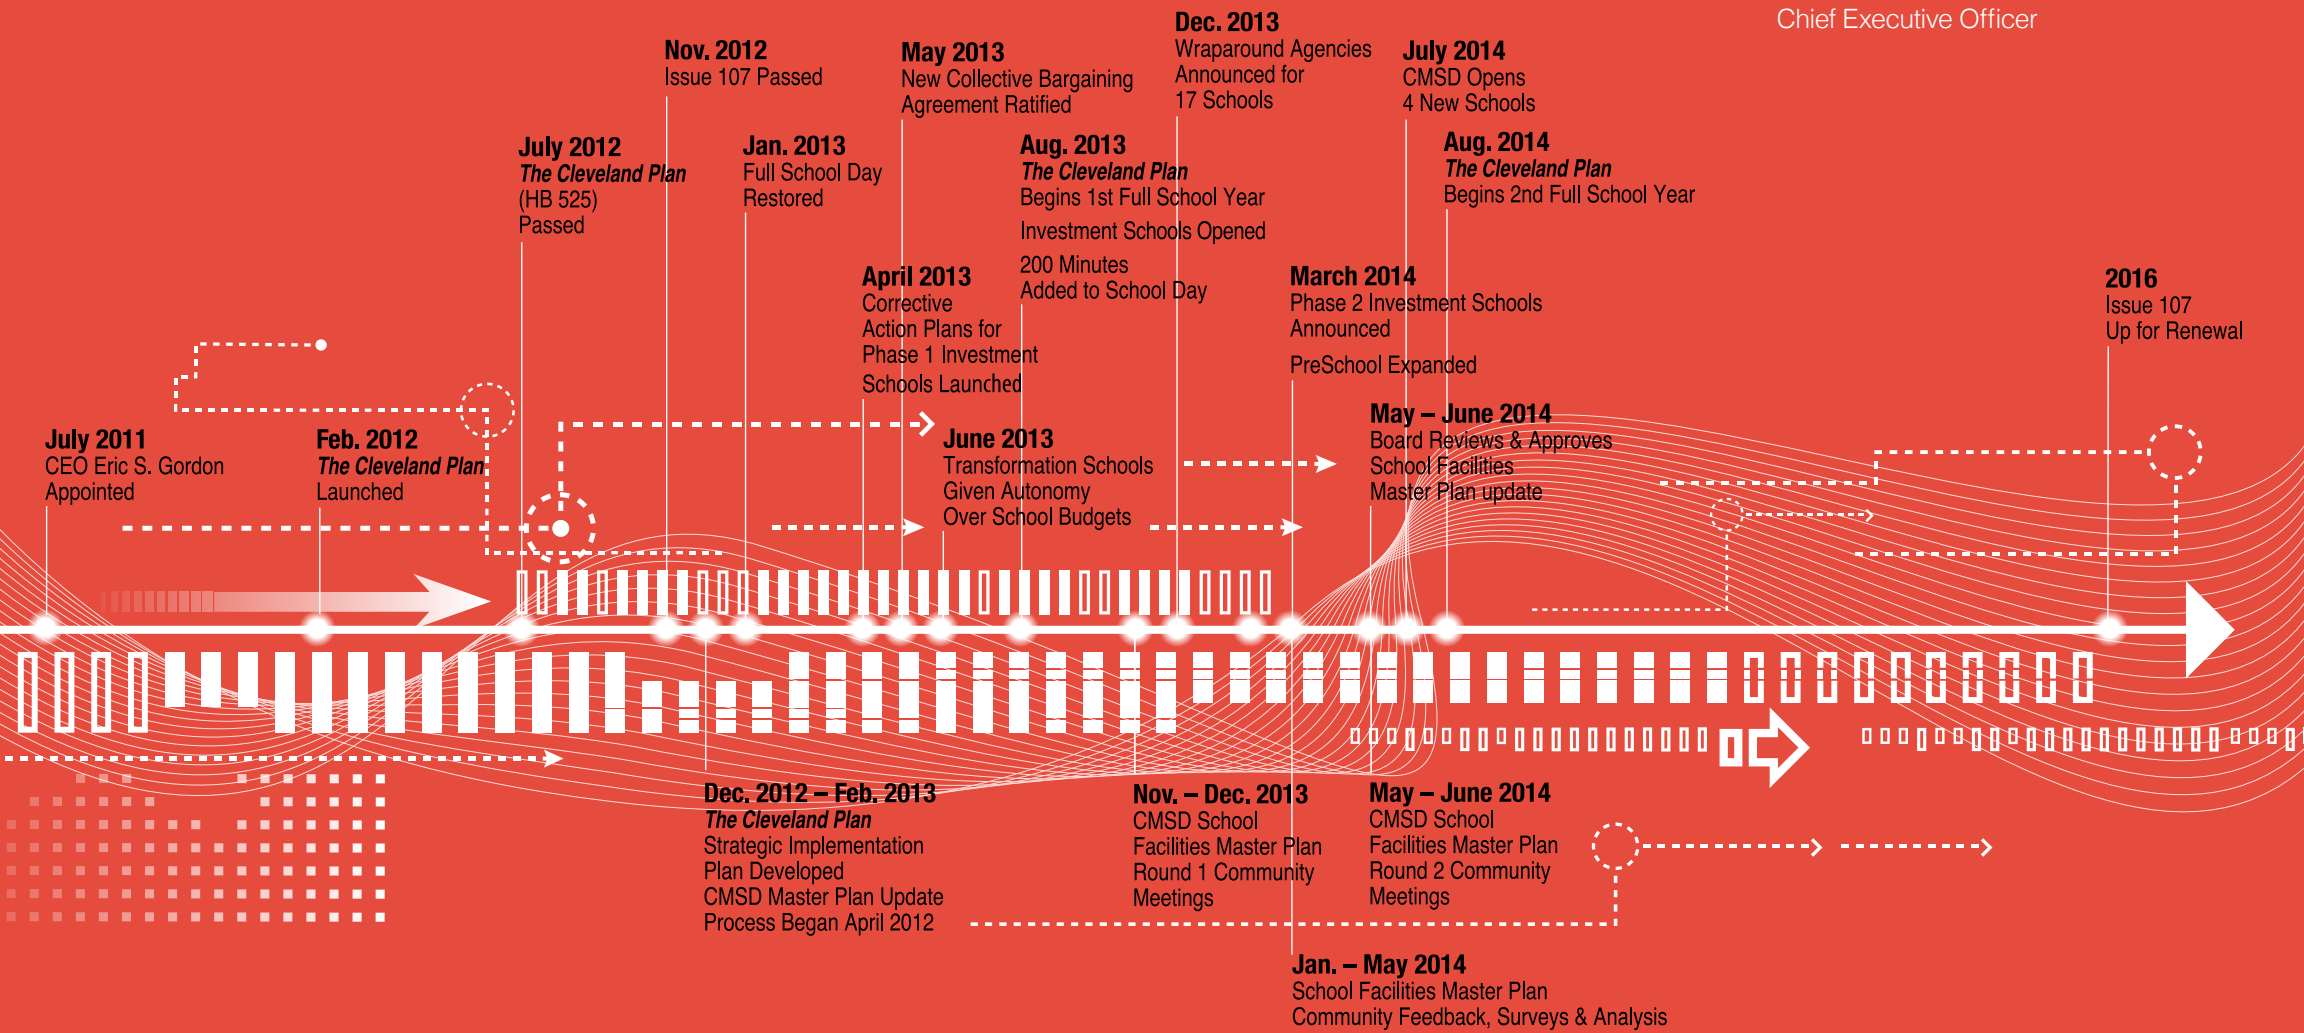 Chief Executive Officer
July 2011
CEO Eric S. Gordon
Appointed
Feb. 2012
The Cleveland Plan
Launched
July 2012
The Cleveland Plan
(HB 525)
Passed
Nov. 2012
Issue 107 Passed
Jan. 2013
Full School Day
Restored
April 2013
Corrective
Action Plans for
Phase 1 Investment
Schools Launched
May 2013
New Collective Bargaining
Agreement Ratified
June 2013
Transformation Schools
Given Autonomy
Over School Budgets
Aug. 2013
The Cleveland Plan
Begins 1st Full School Year
Investment Schools Opened
200 Minutes
Added to School Day
Dec. 2013
Wraparound Agencies
Announced for
17 Schools
March 2014
Phase 2 Investment Schools
Announced
PreSchool Expanded
May – June 2014
Board Reviews & Approves
School Facilities
Master Plan update
July 2014
CMSD Opens
4 New Schools
Aug. 2014
The Cleveland Plan
Begins 2nd Full School Year
2016
Issue 107
Up for Renewal
Dec. 2012 – Feb. 2013
The Cleveland Plan
Strategic Implementation
Plan Developed
CMSD Master Plan Update
Process Began April 2012
Nov. – Dec. 2013
CMSD School
Facilities Master Plan
Round 1 Community
Meetings
May – June 2014
CMSD School
Facilities Master Plan
Round 2 Community
Meetings
Jan. – May 2014
School Facilities Master Plan
Community Feedback, Surveys & Analysis